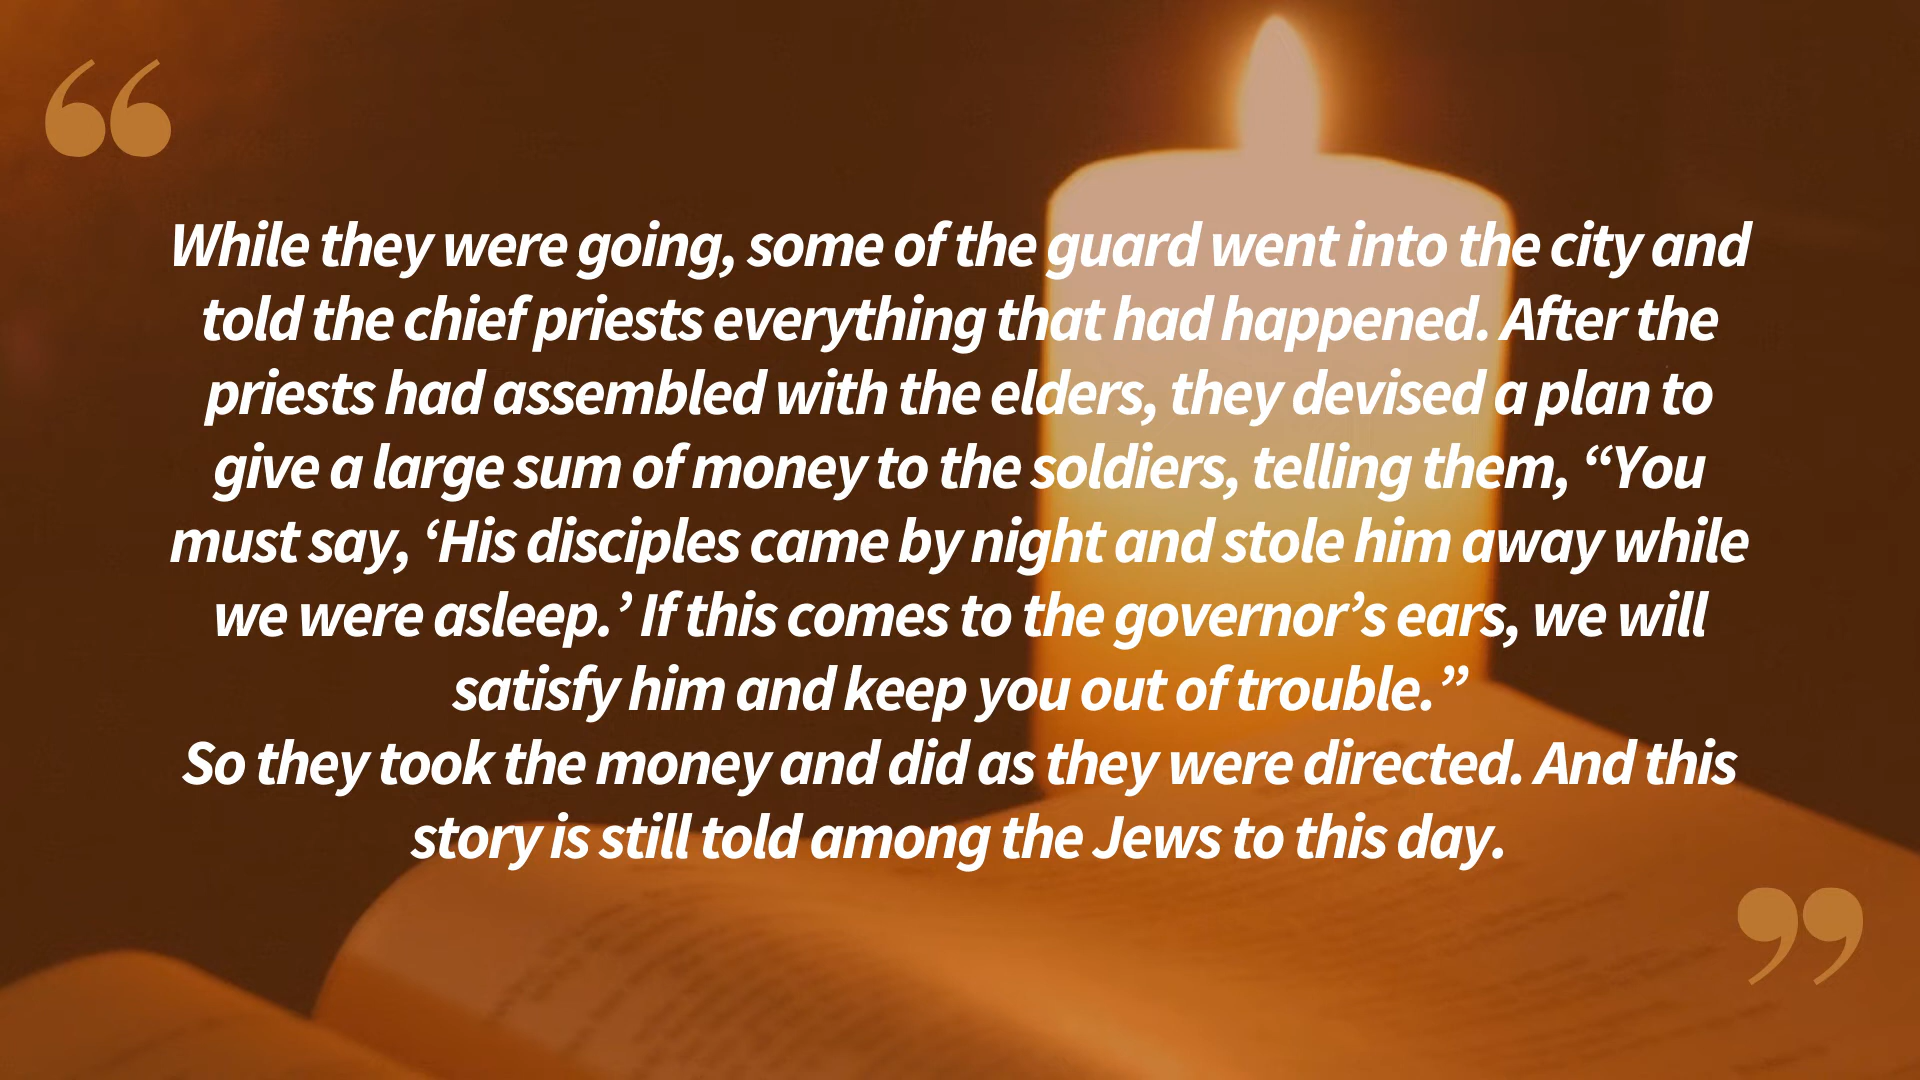 While they were going, some of the guard went into the city and
told the chief priests everything that had happened. After the
priests had assembled with the elders, they devised a plan to
give a large sum of money to the soldiers, telling them, “You
must say, ‘His disciples came by night and stole him away while
we were asleep.’ If this comes to the governor’s ears, we will
satisfy him and keep you out of trouble.”
So they took the money and did as they were directed. And this
story is still told among the Jews to this day.